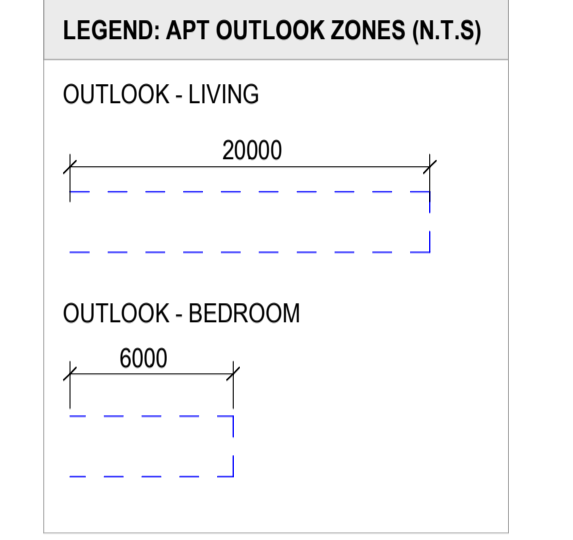 LEGEND: APT OUTLOOK ZONES (N.T.S)
OUTLOOK - LIVING
20000
OUTLOOK - BEDROOM
6000